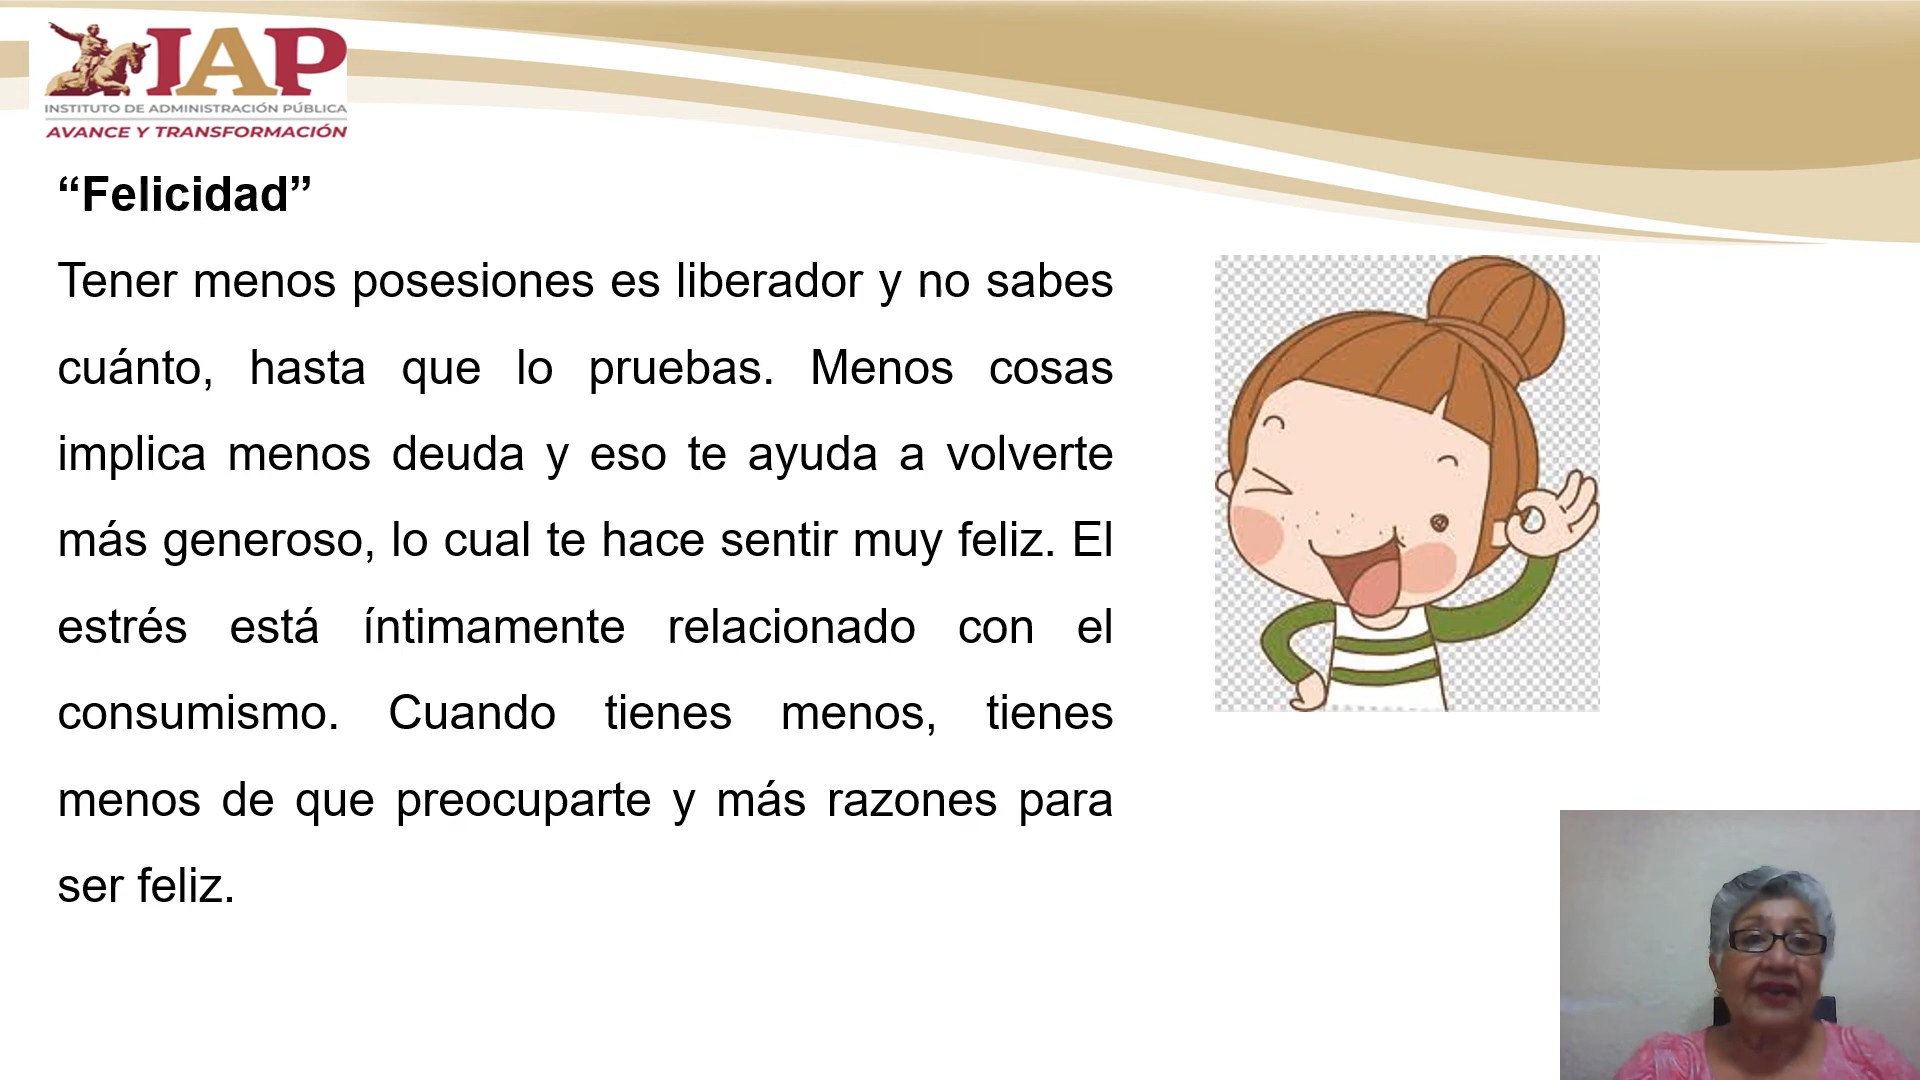 IAP
INSTITUTO DE ADMINISTRACIÓN PÚBLICA
AVANCE Y TRANSFORMACIÓN
“Felicidad”
Tener menos posesiones es liberador y no sabes
cuánto, hasta que lo pruebas. Menos cosas
implica menos deuda y eso te ayuda a volverte
más generoso, lo cual te hace sentir muy feliz. El
estrés está íntimamente relacionado con el
consumismo. Cuando tienes menos, tienes
menos de que preocuparte y más razones para
ser feliz.